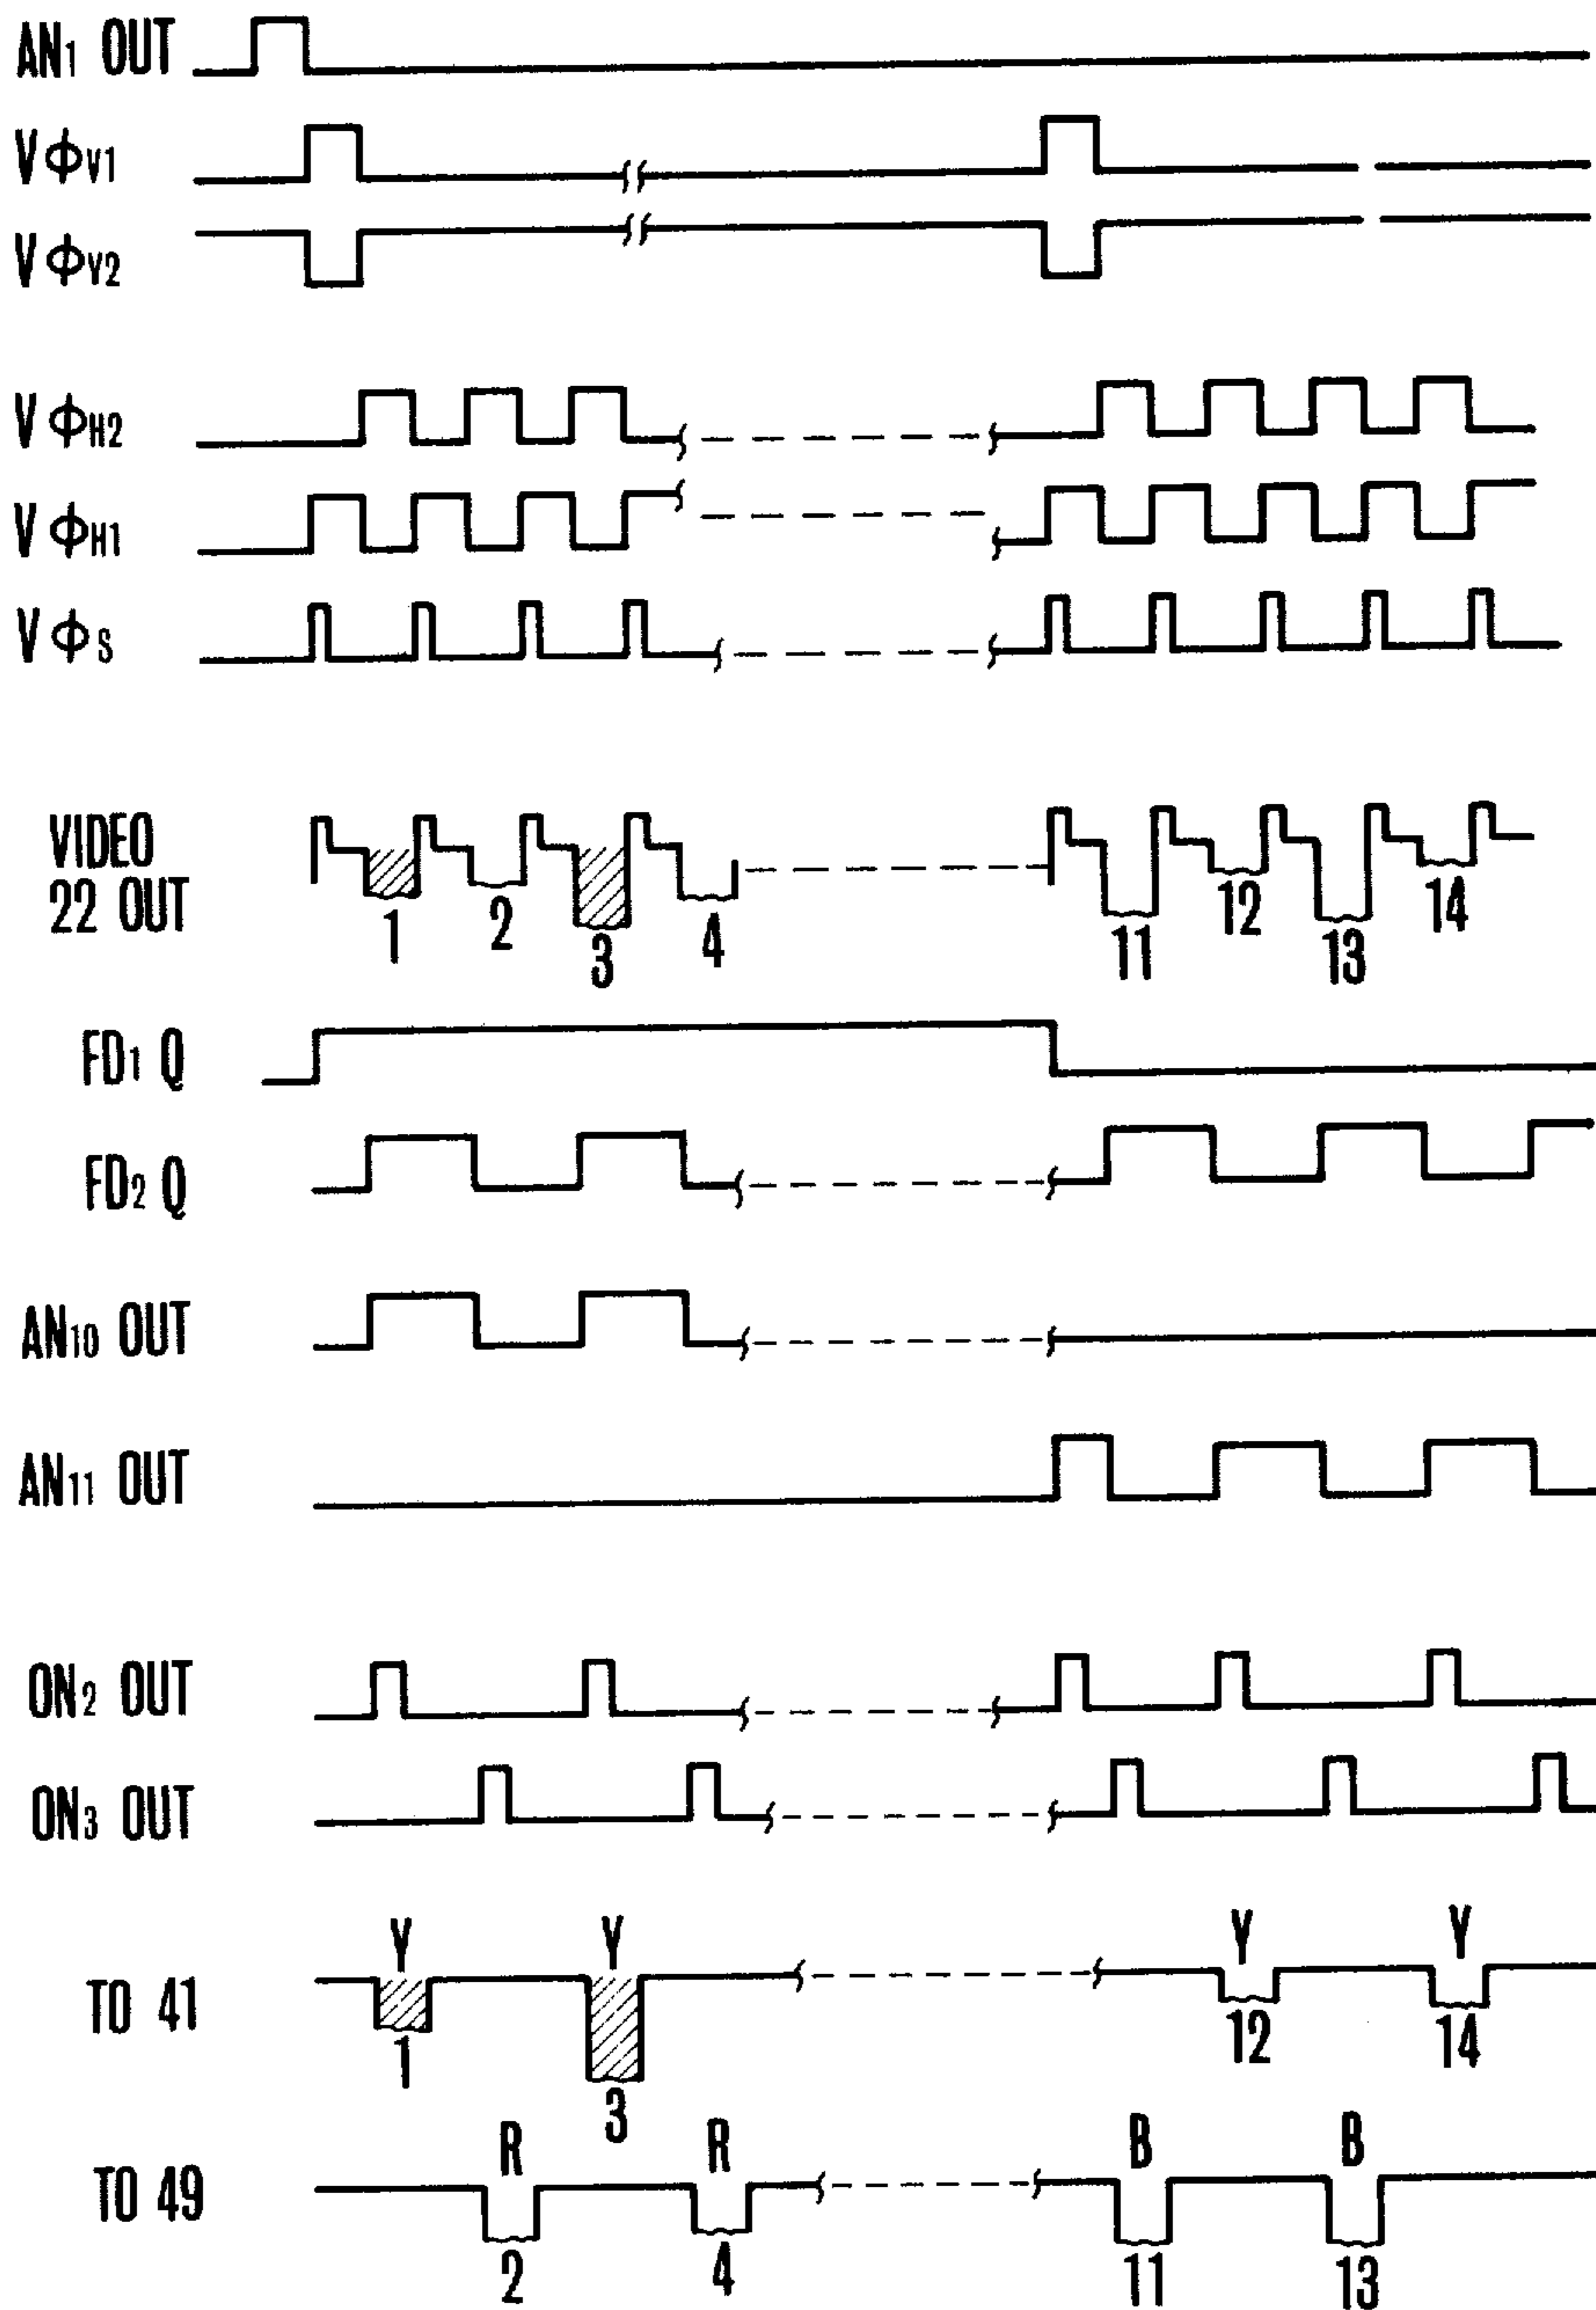 AN1 OUT
VΦV1
VΦY2
VΦH2
VΦH1
VΦS
VIDEO
22 OUT
1 2 3 4 11 12 13 14
FD1 Q
FD2 Q
AN10 OUT
AN11 OUT
ON2 OUT
ON3 OUT
Y Y Y Y
TO 41
1 3 12 14
R R B B
TO 49
2 4 11 13